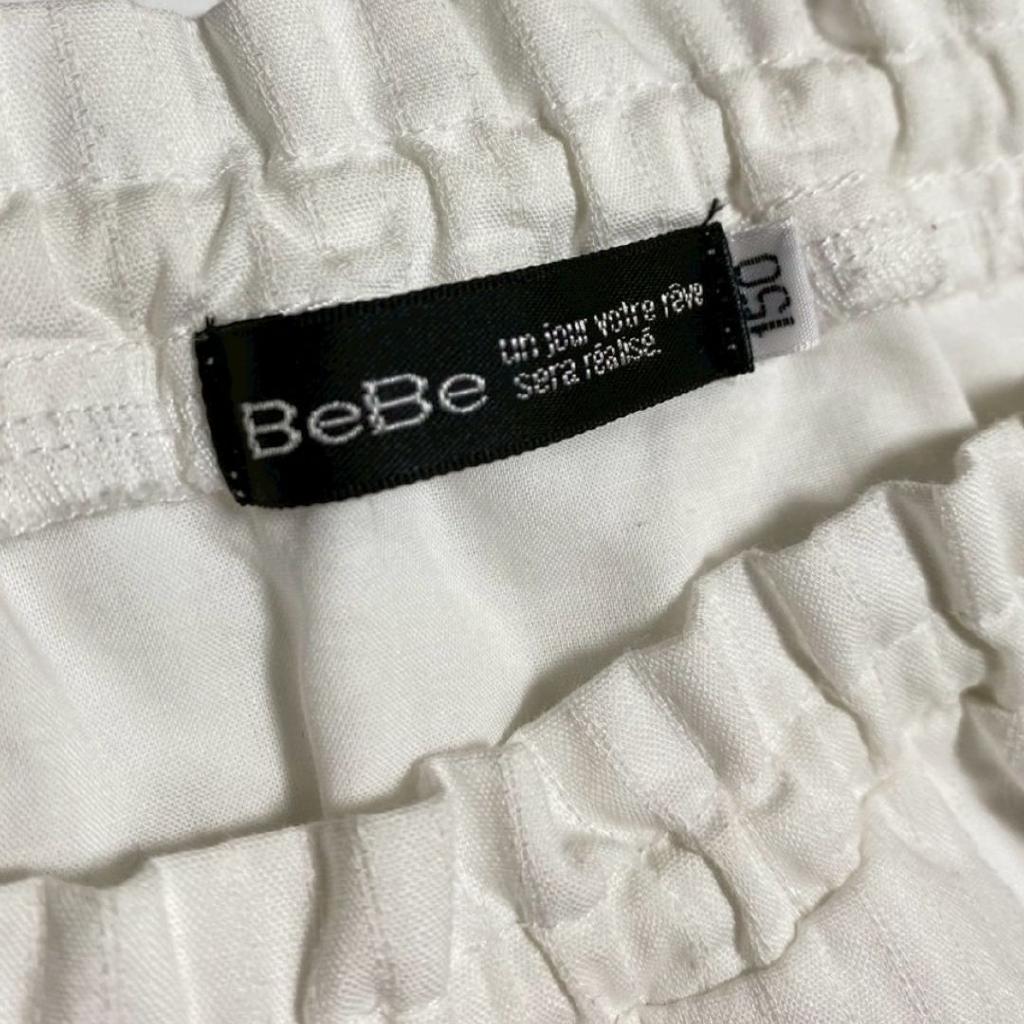 BeBe
un jour votre rêve
sera réalisé.
150